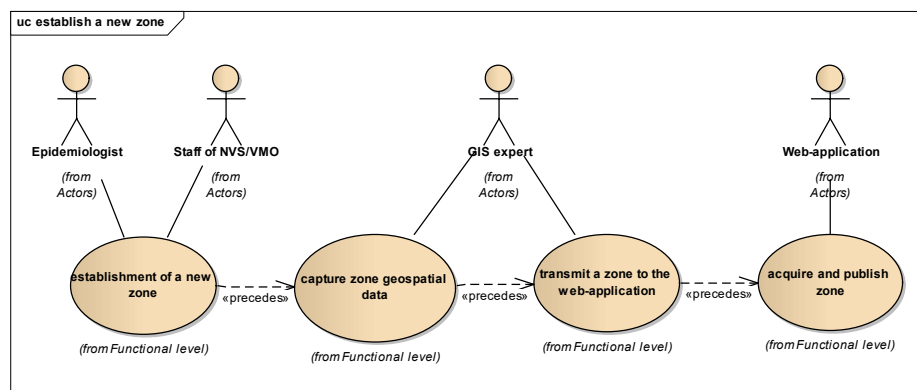 uc establish a new zone
Epidemiologist
(from
Actors)
Staff of NVS/VMO
(from
Actors)
GIS expert
(from
Actors)
Web-application
(from
Actors)
establishment of a new
zone
(from Functional level)
«precedes»
capture zone geospatial
data
(from Functional level)
«precedes»
transmit a zone to the
web-application
(from Functional level)
«precedes»
acquire and publish
zone
(from Functional level)